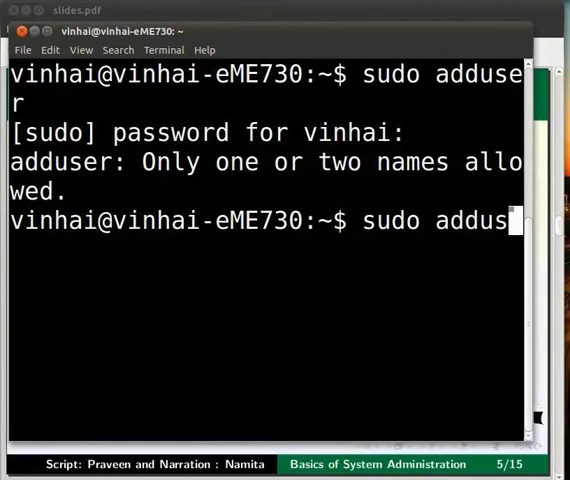 slides.pdf
vinhai@vinhai-eME730: ~
File Edit View Search Terminal Help
vinhai@vinhai-eME730:~$ sudo adduse
r
[sudo] password for vinhai:
adduser: Only one or two names allo
wed.
vinhai@vinhai-eME730:~$ sudo addus
Script: Praveen and Narration : Namita Basics of System Administration 5/15